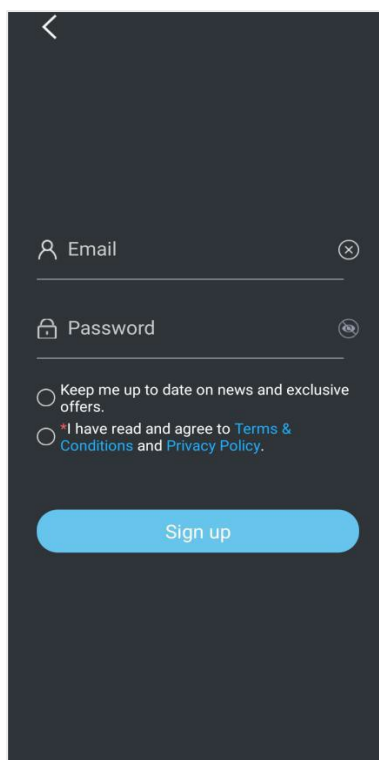 Email
Password
Keep me up to date on news and exclusive
offers.
*I have read and agree to Terms &
Conditions and Privacy Policy.
Sign up